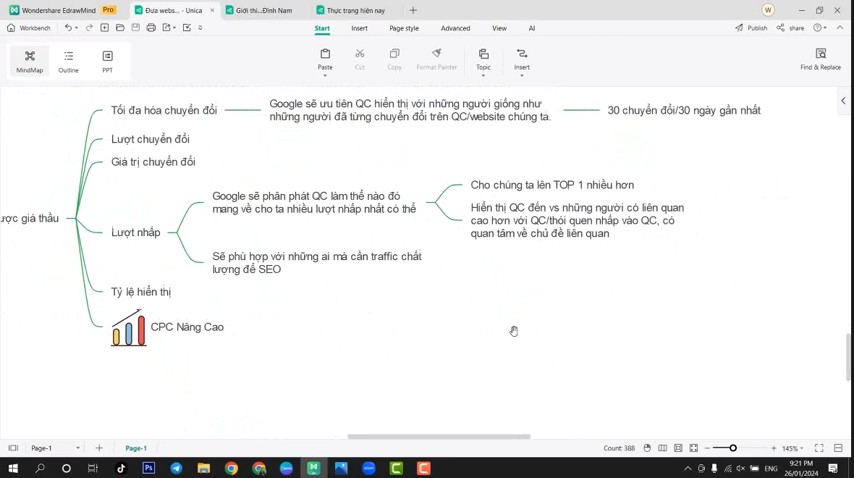 Wondershare EdrawMind
Pro
Đưa webs... - Unica
Giới thi...Đình Nam
Thực trạng hiện nay
W
Workbench
Start
Insert
Page style
Advanced
View
AI
Publish
share
MindMap
Outline
PPT
Paste
Cut
Copy
Format Painter
Topic
Insert
Find & Replace
Tối đa hóa chuyển đổi
Google sẽ ưu tiên QC hiển thị với những người giống như
những người đã từng chuyển đổi trên QC/website chúng ta.
30 chuyển đổi/30 ngày gần nhất
Lượt chuyển đổi
Giá trị chuyển đổi
Google sẽ phân phát QC làm thế nào đó
mang về cho ta nhiều lượt nhấp nhất có thể
Cho chúng ta lên TOP 1 nhiều hơn
Hiển thị QC đến vs những người có liên quan
cao hơn với QC/thói quen nhấp vào QC, có
quan tâm về chủ đề liên quan
ược giá thầu
Lượt nhấp
Sẽ phù hợp với những ai mà cần traffic chất
lượng để SEO
Tỷ lệ hiển thị
CPC Nâng Cao
Page-1
Page-1
Count: 388
145%
Ps
ENG
9:21 PM
26/01/2024